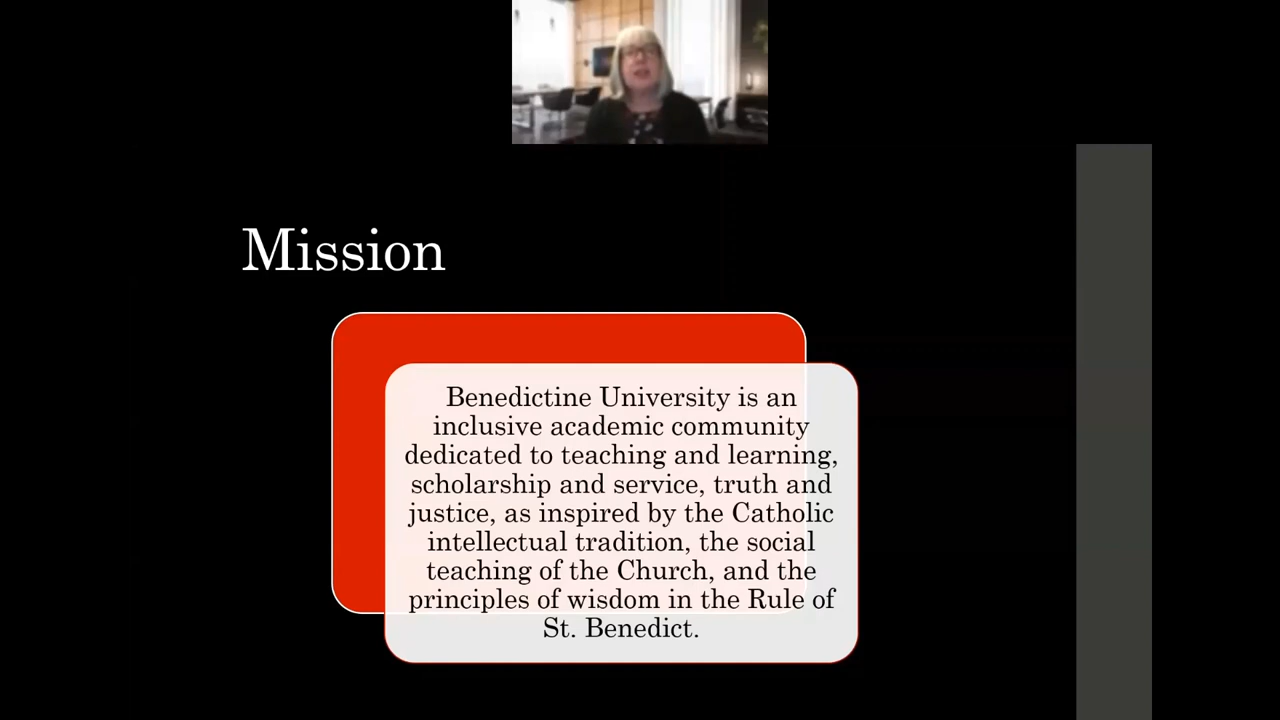 Mission
Benedictine University is an
inclusive academic community
dedicated to teaching and learning,
scholarship and service, truth and
justice, as inspired by the Catholic
intellectual tradition, the social
teaching of the Church, and the
principles of wisdom in the Rule of
St. Benedict.